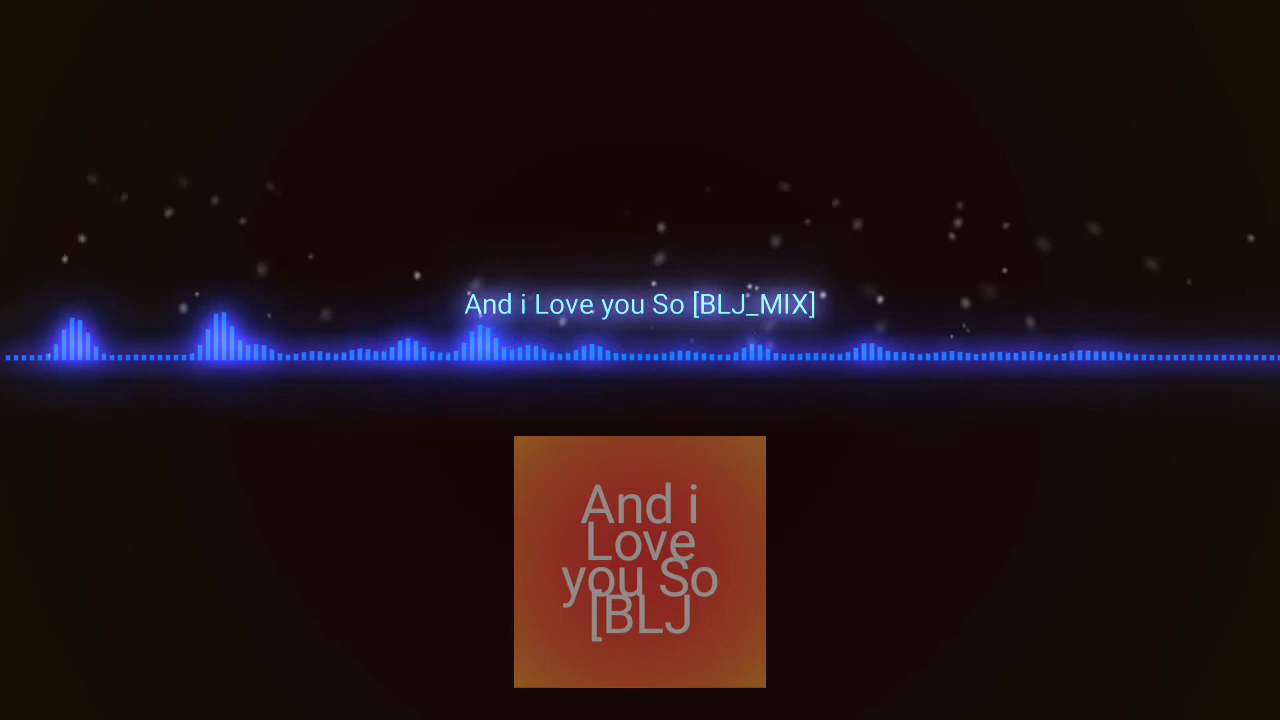 And i Love you So [BLJ_MIX]
And i
Love
you So
[BLJ